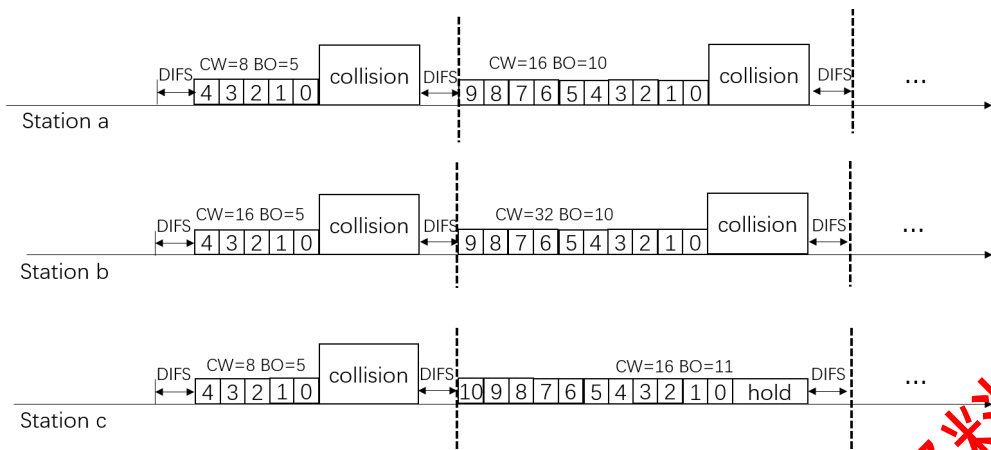 CW=8 BO=5 CW=16 BO=10
DIFS 4 3 2 1 0 collision DIFS 9 8 7 6 5 4 3 2 1 0 collision DIFS ...
Station a
CW=16 BO=5 CW=32 BO=10
DIFS 4 3 2 1 0 collision DIFS 9 8 7 6 5 4 3 2 1 0 collision DIFS ...
Station b
CW=8 BO=5 CW=16 BO=11
DIFS 4 3 2 1 0 collision DIFS 10 9 8 7 6 5 4 3 2 1 0 hold DIFS ...
Station c